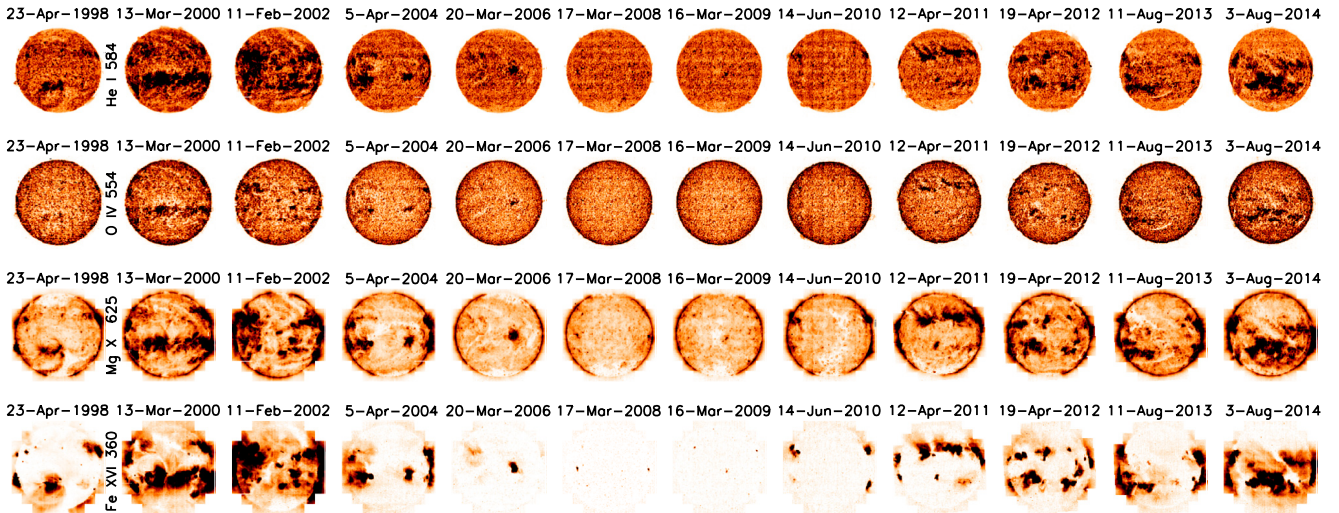 23-Apr-1998 13-Mar-2000 11-Feb-2002 5-Apr-2004 20-Mar-2006 17-Mar-2008 16-Mar-2009 14-Jun-2010 12-Apr-2011 19-Apr-2012 11-Aug-2013 3-Aug-2014
He I 584
23-Apr-1998 13-Mar-2000 11-Feb-2002 5-Apr-2004 20-Mar-2006 17-Mar-2008 16-Mar-2009 14-Jun-2010 12-Apr-2011 19-Apr-2012 11-Aug-2013 3-Aug-2014
O IV 554
23-Apr-1998 13-Mar-2000 11-Feb-2002 5-Apr-2004 20-Mar-2006 17-Mar-2008 16-Mar-2009 14-Jun-2010 12-Apr-2011 19-Apr-2012 11-Aug-2013 3-Aug-2014
Mg X 625
23-Apr-1998 13-Mar-2000 11-Feb-2002 5-Apr-2004 20-Mar-2006 17-Mar-2008 16-Mar-2009 14-Jun-2010 12-Apr-2011 19-Apr-2012 11-Aug-2013 3-Aug-2014
Fe XVI 360